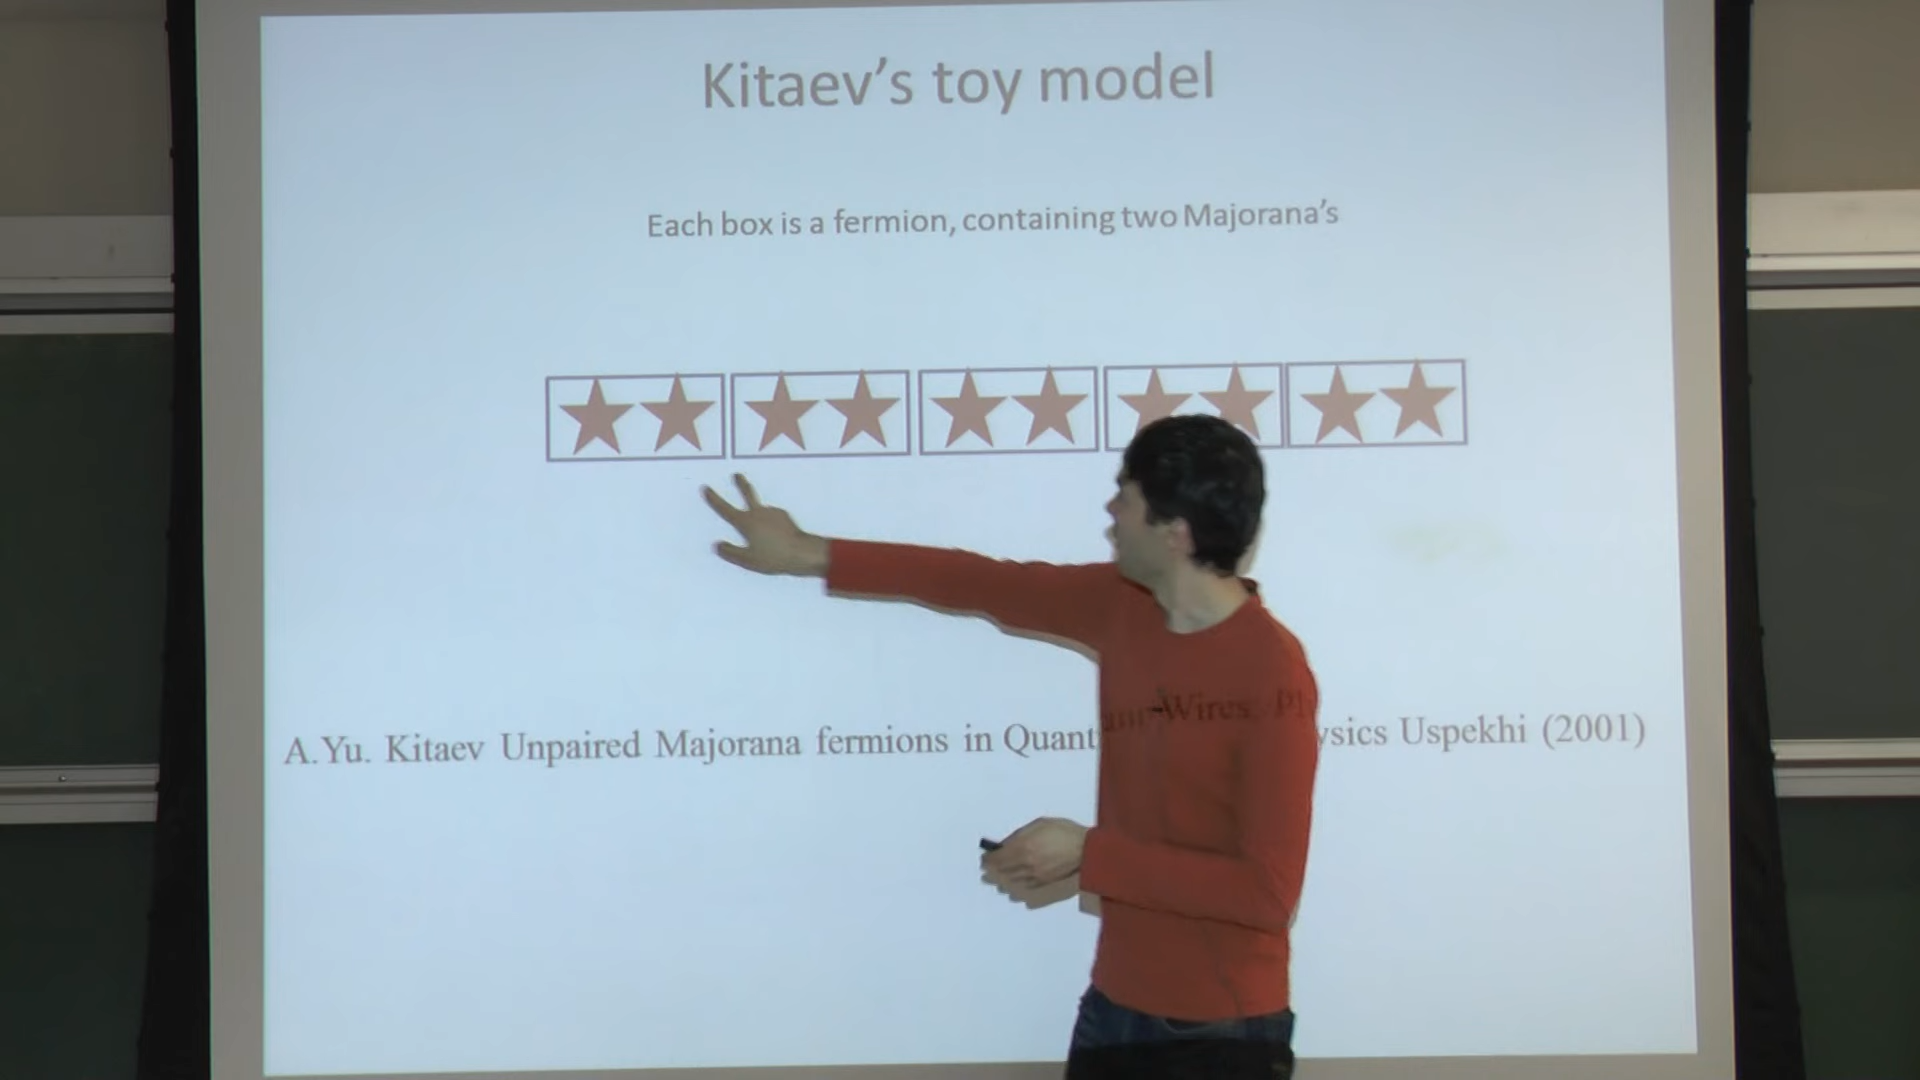 Kitaev’s toy model
Each box is a fermion, containing two Majorana’s
A.Yu. Kitaev Unpaired Majorana fermions in Quantum Wires, Physics Uspekhi (2001)